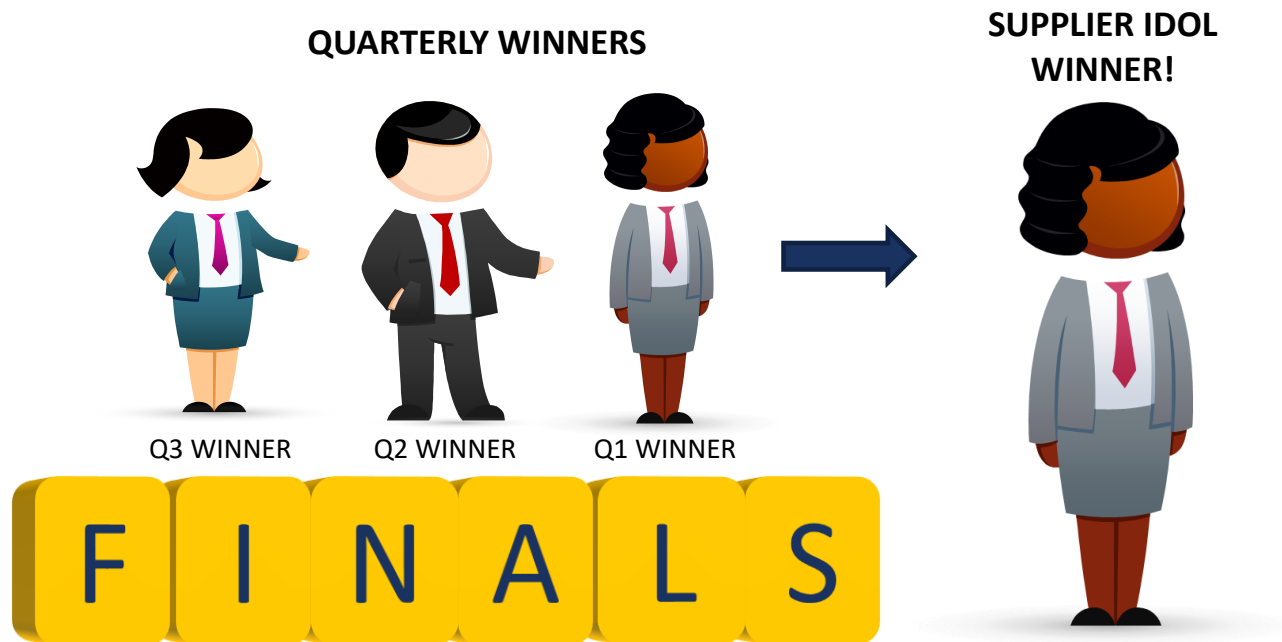 QUARTERLY WINNERS
SUPPLIER IDOL
WINNER!
Q3 WINNER
Q2 WINNER
Q1 WINNER
FINALS